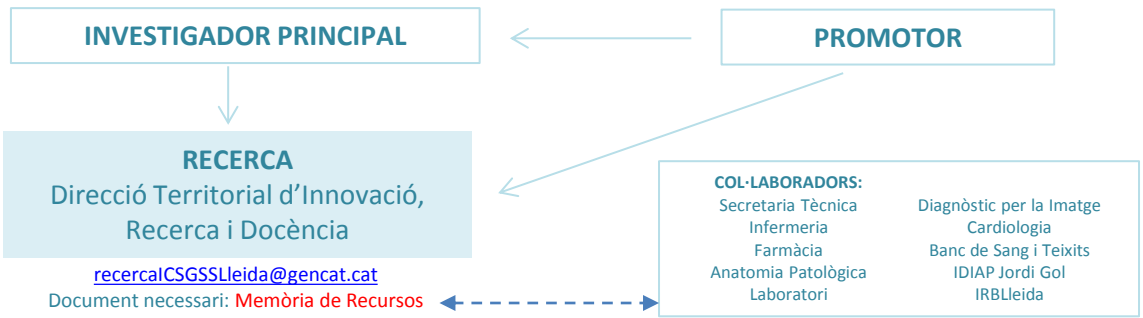 INVESTIGADOR PRINCIPAL
PROMOTOR
RECERCA
Direcció Territorial d’Innovació,
Recerca i Docència
recercaICSGSSLleida@gencat.cat
Document necessari: Memòria de Recursos
COL·LABORADORS:
Secretaria Tècnica
Infermeria
Farmàcia
Anatomia Patològica
Laboratori
Diagnòstic per la Imatge
Cardiologia
Banc de Sang i Teixits
IDIAP Jordi Gol
IRBLleida